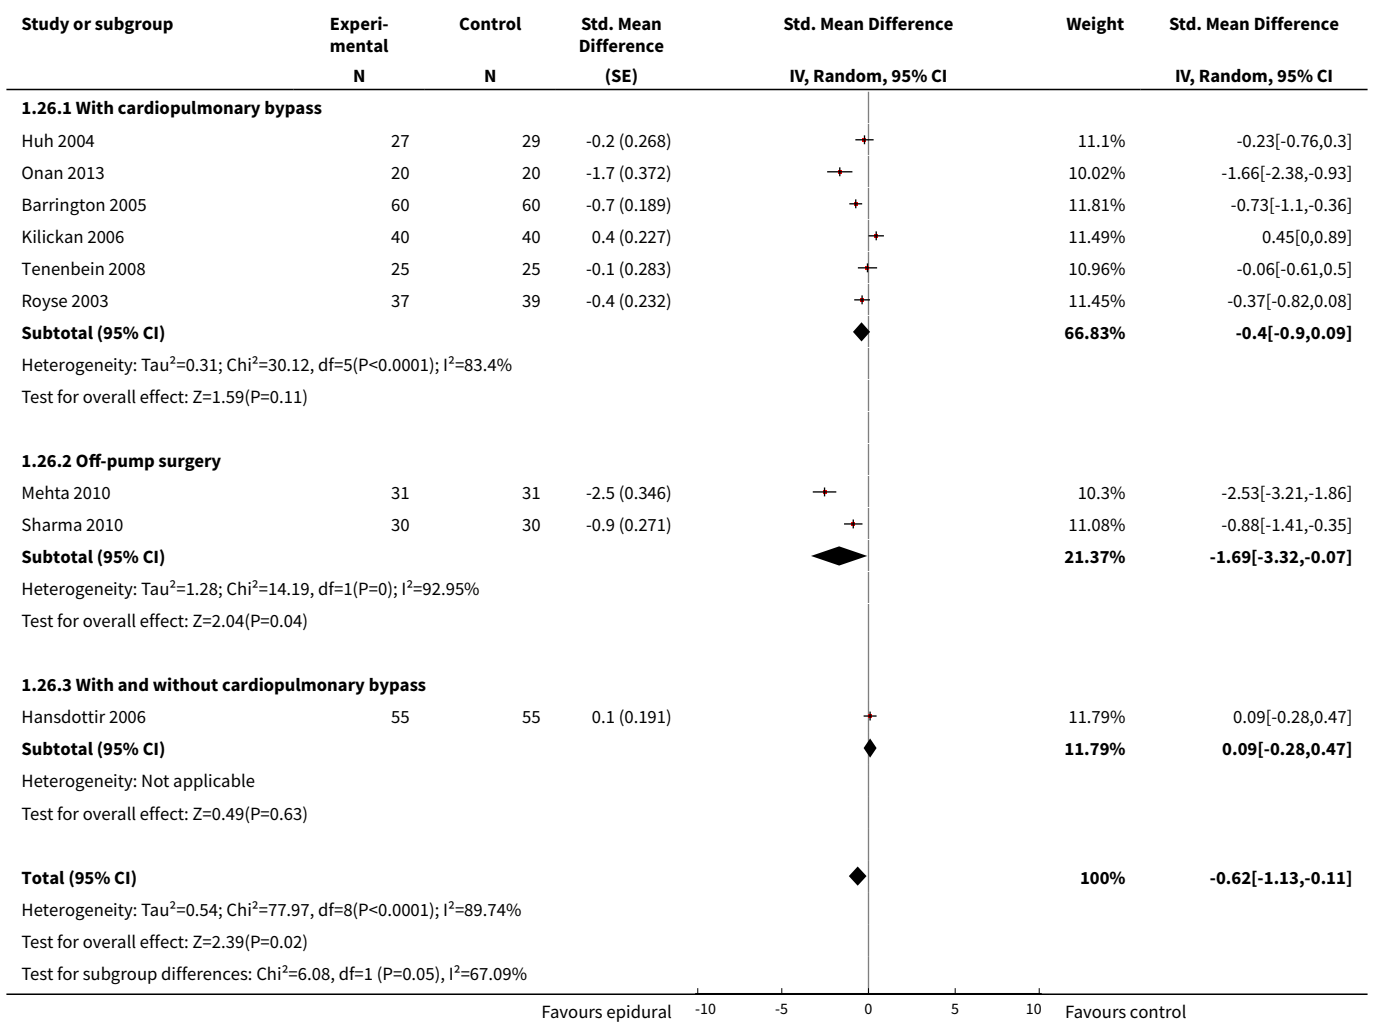 Study or subgroup Experi- Control Std. Mean Std. Mean Difference Weight Std. Mean Difference
mental Difference
N N (SE) IV, Random, 95% CI IV, Random, 95% CI
1.26.1 With cardiopulmonary bypass
Huh 2004 27 29 -0.2 (0.268) 11.1% -0.23[-0.76,0.3]
Onan 2013 20 20 -1.7 (0.372) 10.02% -1.66[-2.38,-0.93]
Barrington 2005 60 60 -0.7 (0.189) 11.81% -0.73[-1.1,-0.36]
Kilickan 2006 40 40 0.4 (0.227) 11.49% 0.45[0,0.89]
Tenenbein 2008 25 25 -0.1 (0.283) 10.96% -0.06[-0.61,0.5]
Royse 2003 37 39 -0.4 (0.232) 11.45% -0.37[-0.82,0.08]
Subtotal (95% CI) 66.83% -0.4[-0.9,0.09]
Heterogeneity: Tau²=0.31; Chi²=30.12, df=5(P<0.0001); I²=83.4%
Test for overall effect: Z=1.59(P=0.11)
1.26.2 Off-pump surgery
Mehta 2010 31 31 -2.5 (0.346) 10.3% -2.53[-3.21,-1.86]
Sharma 2010 30 30 -0.9 (0.271) 11.08% -0.88[-1.41,-0.35]
Subtotal (95% CI) 21.37% -1.69[-3.32,-0.07]
Heterogeneity: Tau²=1.28; Chi²=14.19, df=1(P=0); I²=92.95%
Test for overall effect: Z=2.04(P=0.04)
1.26.3 With and without cardiopulmonary bypass
Hansdottir 2006 55 55 0.1 (0.191) 11.79% 0.09[-0.28,0.47]
Subtotal (95% CI) 11.79% 0.09[-0.28,0.47]
Heterogeneity: Not applicable
Test for overall effect: Z=0.49(P=0.63)
Total (95% CI) 100% -0.62[-1.13,-0.11]
Heterogeneity: Tau²=0.54; Chi²=77.97, df=8(P<0.0001); I²=89.74%
Test for overall effect: Z=2.39(P=0.02)
Test for subgroup differences: Chi²=6.08, df=1 (P=0.05), I²=67.09%
Favours epidural -10 -5 0 5 10 Favours control